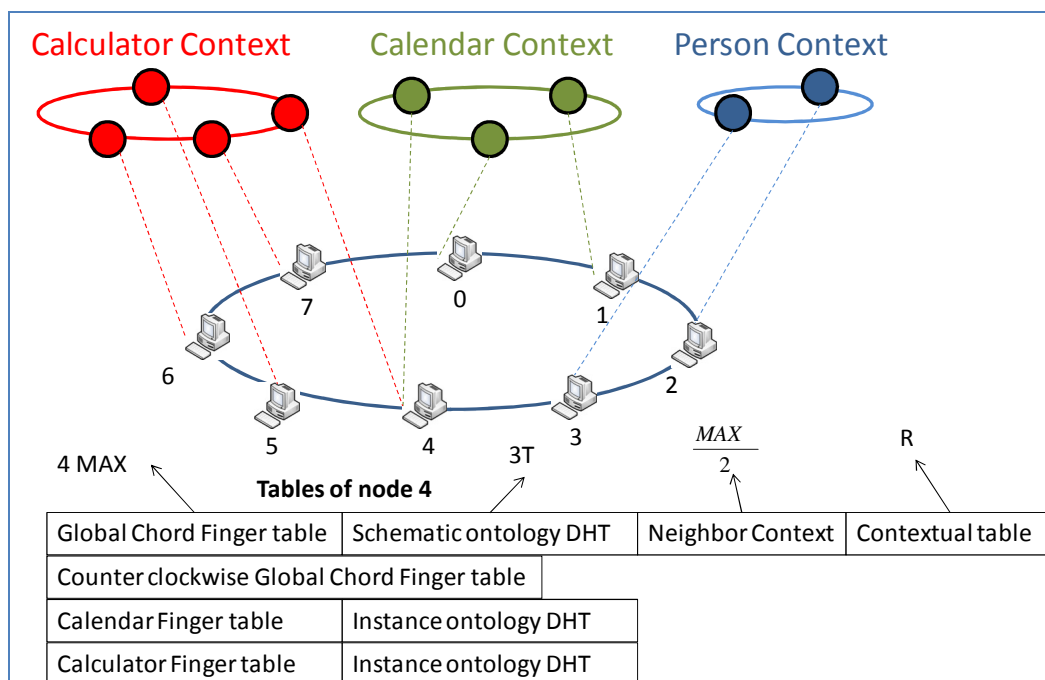 Calculator Context
Calendar Context
Person Context
7
0
1
6
2
5
4
3
4 MAX
3T
MAX
2
R
Tables of node 4
Global Chord Finger table
Schematic ontology DHT
Neighbor Context
Contextual table
Counter clockwise Global Chord Finger table
Calendar Finger table
Instance ontology DHT
Calculator Finger table
Instance ontology DHT